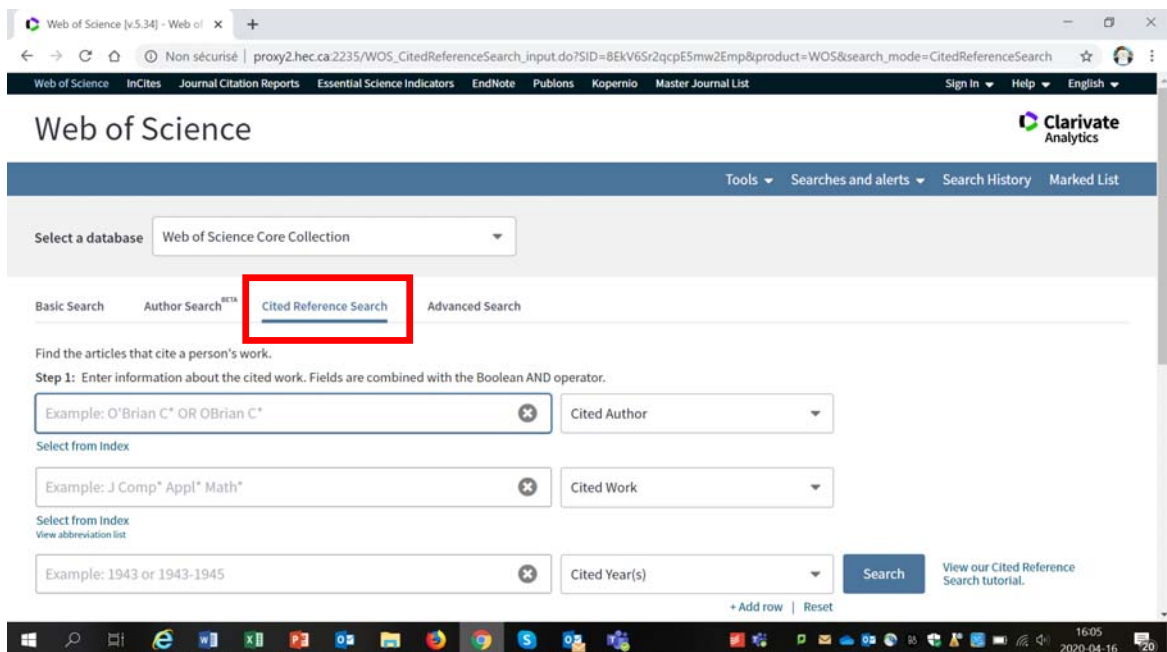 Web of Science [v.5.34] - Web of
Non sécurisé | proxy2.hec.ca:2235/WOS_CitedReferenceSearch_input.do?SID=8EkV6Sr2qcpE5mw2Emp&product=WOS&search_mode=CitedReferenceSearch
Web of Science InCites Journal Citation Reports Essential Science Indicators EndNote Publons Kopernio Master Journal List Sign In Help English
Web of Science
Clarivate
Analytics
Tools Searches and alerts Search History Marked List
Select a database Web of Science Core Collection
Basic Search Author Search BETA Cited Reference Search Advanced Search
Find the articles that cite a person's work.
Step 1: Enter information about the cited work. Fields are combined with the Boolean AND operator.
Example: O'Brian C* OR OBrian C* Cited Author
Select from Index
Example: J Comp* Appl* Math* Cited Work
Select from Index
View abbreviation list
Example: 1943 or 1943-1945 Cited Year(s) Search
View our Cited Reference
Search tutorial.
+ Add row | Reset
16:05
2020-04-16
20